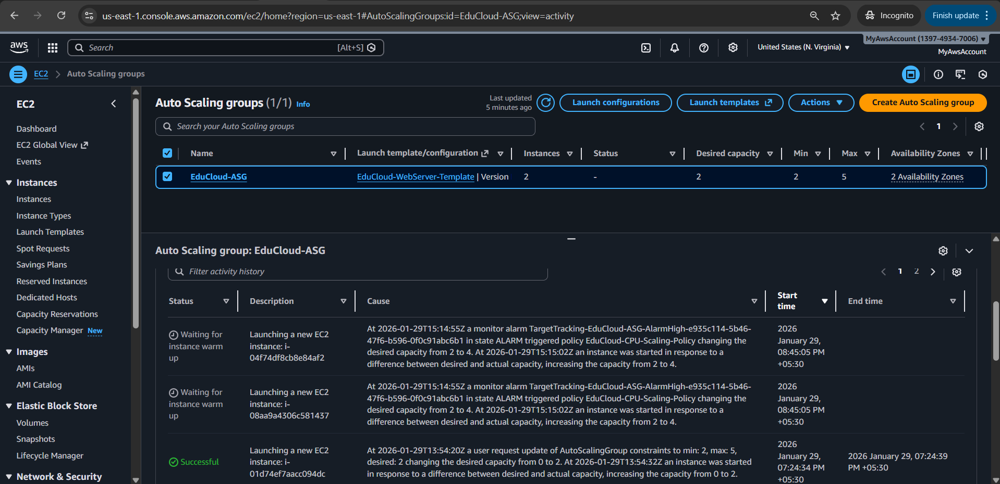 us-east-1.console.aws.amazon.com/ec2/home?region=us-east-1#AutoScalingGroups:id=EduCloud-ASG;view=activity
Incognito
Finish update
aws
Search
[Alt+S]
United States (N. Virginia)
MyAwsAccount (1397-4934-7006)
MyAwsAccount
EC2
Auto Scaling groups
EC2
Dashboard
EC2 Global View
Events
Instances
Instances
Instance Types
Launch Templates
Spot Requests
Savings Plans
Reserved Instances
Dedicated Hosts
Capacity Reservations
Capacity Manager New
Images
AMIs
AMI Catalog
Elastic Block Store
Volumes
Snapshots
Lifecycle Manager
Network & Security
Auto Scaling groups (1/1) Info
Last updated
5 minutes ago
Launch configurations
Launch templates
Actions
Create Auto Scaling group
Search your Auto Scaling groups
1
Name
Launch template/configuration
Instances
Status
Desired capacity
Min
Max
Availability Zones
EduCloud-ASG
EduCloud-WebServer-Template | Version
2
-
2
2
5
2 Availability Zones
Auto Scaling group: EduCloud-ASG
Filter activity history
1
2
Status
Description
Cause
Start
time
End time
Waiting for
instance warm
up
Launching a new EC2
instance: i-
04f74df8cb8e84af2
At 2026-01-29T15:14:55Z a monitor alarm TargetTracking-EduCloud-ASG-AlarmHigh-e935c114-5b46-
47f6-b596-0f0c91abc6b1 in state ALARM triggered policy EduCloud-CPU-Scaling-Policy changing the
desired capacity from 2 to 4. At 2026-01-29T15:15:02Z an instance was started in response to a
difference between desired and actual capacity, increasing the capacity from 2 to 4.
2026
January 29,
08:45:05 PM
+05:30
Waiting for
instance warm
up
Launching a new EC2
instance: i-
08aa9a4306c581437
At 2026-01-29T15:14:55Z a monitor alarm TargetTracking-EduCloud-ASG-AlarmHigh-e935c114-5b46-
47f6-b596-0f0c91abc6b1 in state ALARM triggered policy EduCloud-CPU-Scaling-Policy changing the
desired capacity from 2 to 4. At 2026-01-29T15:15:02Z an instance was started in response to a
difference between desired and actual capacity, increasing the capacity from 2 to 4.
2026
January 29,
08:45:05 PM
+05:30
Successful
Launching a new EC2
instance: i-
01d74ef7aacc094dc
At 2026-01-29T13:54:20Z a user request update of AutoScalingGroup constraints to min: 2, max: 5,
desired: 2 changing the desired capacity from 0 to 2. At 2026-01-29T13:54:32Z an instance was started
in response to a difference between desired and actual capacity, increasing the capacity from 0 to 2.
2026
January 29,
07:24:34 PM
+05:30
2026 January 29, 07:24:39
PM +05:30